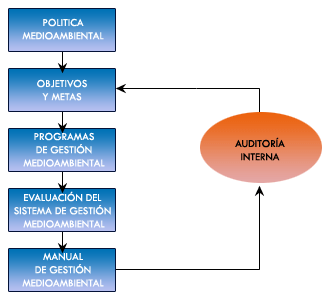 POLITICA
MEDIOAMBIENTAL
OBJETIVOS
Y METAS
PROGRAMAS
DE GESTIÓN
MEDIOAMBIENTAL
EVALUACIÓN DEL
SISTEMA DE GESTIÓN
MEDIOAMBIENTAL
MANUAL
DE GESTIÓN
MEDIOAMBIENTAL
AUDITORÍA
INTERNA